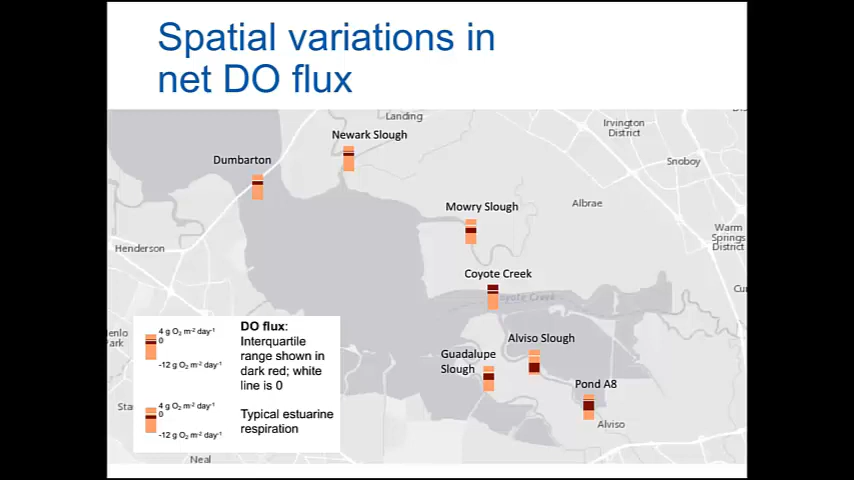 Spatial variations in
net DO flux
Landing
Newark Slough
Irvington
District
Snoboy
Dumbarton
Mowry Slough
Albrae
Warm
Springs
District
Henderson
Coyote Creek
oyote Creek
Park
4 g O₂ m⁻² day⁻¹
0
-12 g O₂ m⁻² day⁻¹
DO flux:
Interquartile
range shown in
dark red; white
line is 0
4 g O₂ m⁻² day⁻¹
0
-12 g O₂ m⁻² day⁻¹
Typical estuarine
respiration
Alviso Slough
Guadalupe
Slough
Pond A8
Alviso
Neal